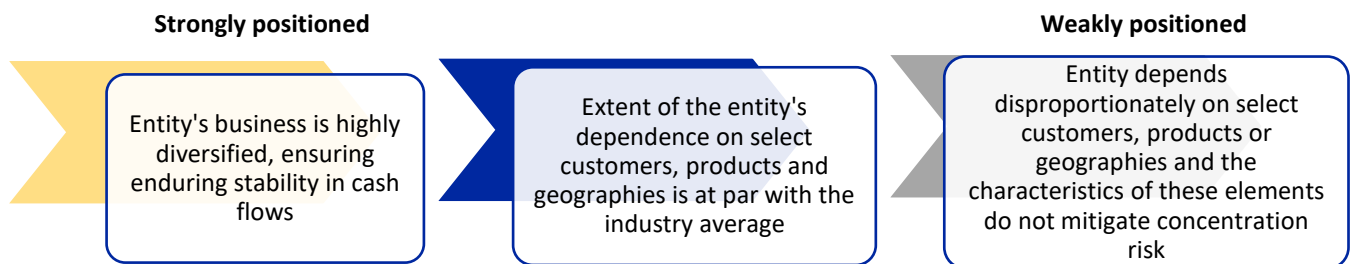 Strongly positioned
Weakly positioned
Entity's business is highly
diversified, ensuring
enduring stability in cash
flows
Extent of the entity's
dependence on select
customers, products and
geographies is at par with the
industry average
Entity depends
disproportionately on select
customers, products or
geographies and the
characteristics of these elements
do not mitigate concentration
risk